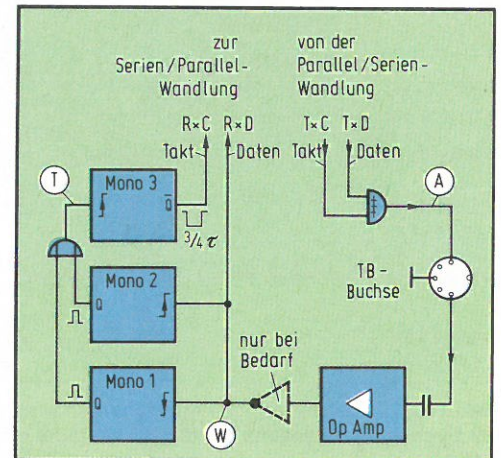 zur
Serien/Parallel-
Wandlung
von der
Parallel/Serien-
Wandlung
R×C R×D
T×C T×D
Takt Daten
Takt Daten
T
Mono 3
Q̅
3/4 τ
A
TB-
Buchse
Mono 2
Q
nur bei
Bedarf
Mono 1
Q
W
Op Amp